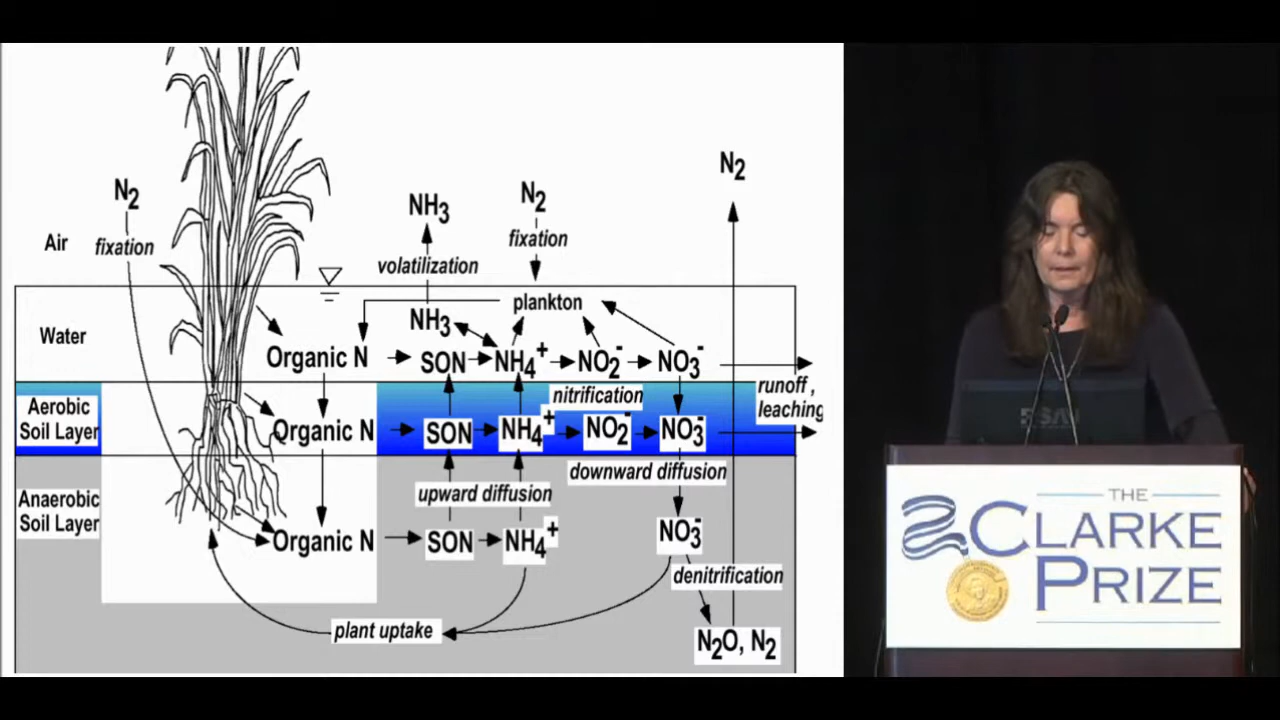 N2
fixation
Air
NH3
volatilization
N2
fixation
N2
plankton
Water
NH3
Organic N
SON
NH4+
NO2-
NO3-
runoff ,
leaching
nitrification
Aerobic
Soil Layer
Organic N
SON
NH4+
NO2-
NO3-
downward diffusion
upward diffusion
Anaerobic
Soil Layer
Organic N
SON
NH4+
NO3-
denitrification
plant uptake
N2O, N2
THE
CLARKE
PRIZE